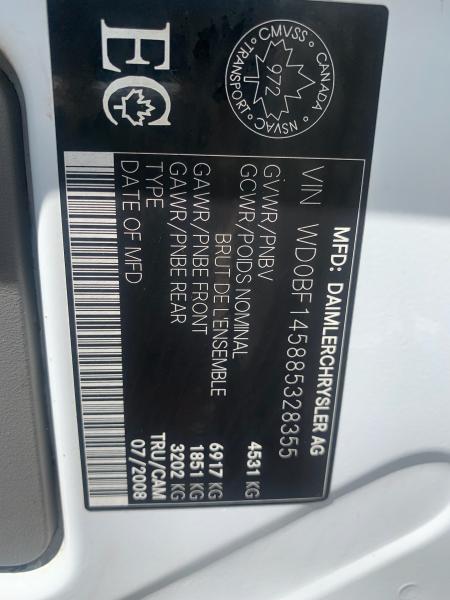 EC
CMVSS CANADA
972
TRANSPORT NSVAC
MFD: DAIMLERCHRYSLER AG
VIN WD0BF145885328355
GVWR/PNBV 4531 KG
GCWR/POIDS NOMINAL
BRUT DE L'ENSEMBLE 6917 KG
GAWR/PNBE FRONT 1851 KG
GAWR/PNBE REAR 3202 KG
TYPE TRU/CAM
DATE OF MFD 07/2008